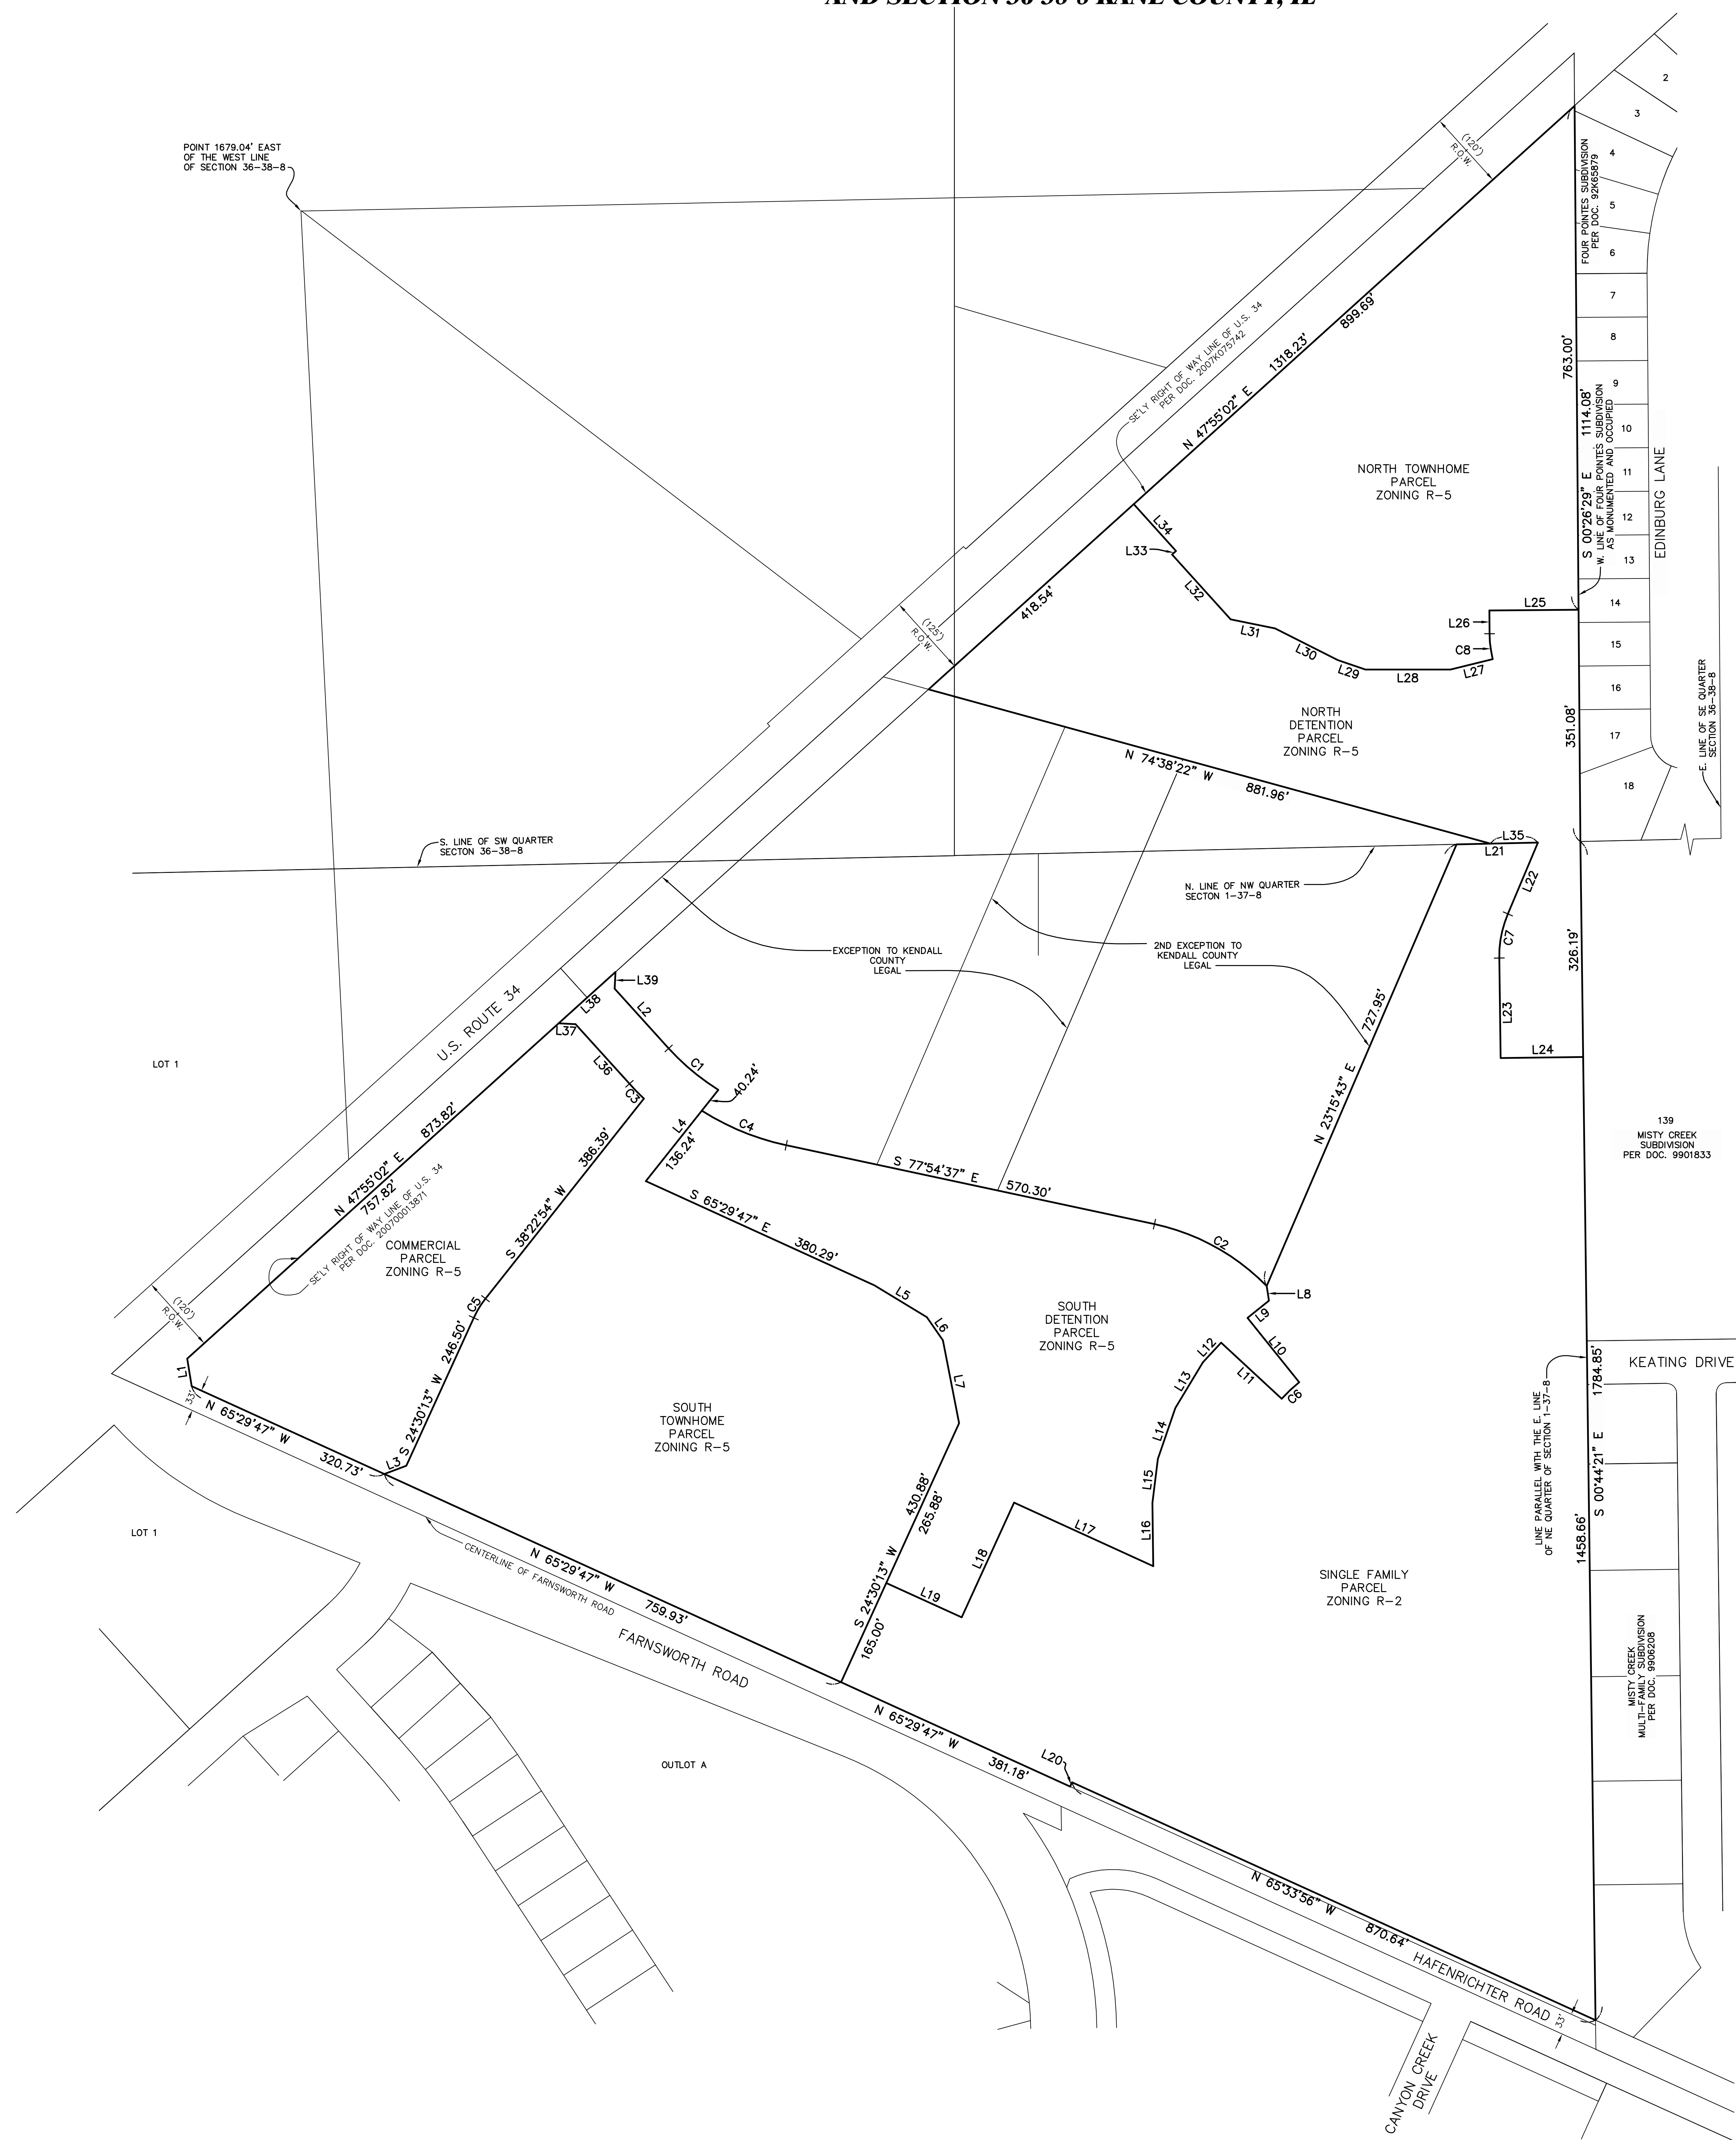 AND SECTION 36-38-8 KANE COUNTY, IL
POINT 1679.04' EAST
OF THE WEST LINE
OF SECTION 36-38-8
(120')
R.O.W.
2
3
4
5
6
7
8
9
10
11
12
13
14
15
16
17
18
FOUR POINTES SUBDIVISION
PER DOC. 92K65879
763.00'
S 00°26'29" E 1114.08'
W. LINE OF FOUR POINTES SUBDIVISION
AS MONUMENTED AND OCCUPIED
EDINBURG LANE
E. LINE OF SE QUARTER
SECTION 36-38-8
351.08'
SE'LY RIGHT OF WAY LINE OF U.S. 34
PER DOC. 2007K075742
N 47°55'02" E 1318.23'
899.69'
418.54'
NORTH TOWNHOME
PARCEL
ZONING R-5
L34
L33
L32
L31
L30
L29
L28
L27
C8
L26
L25
(125')
R.O.W.
NORTH
DETENTION
PARCEL
ZONING R-5
N 74°38'22" W 881.96'
L35
L21
L22
C7
L23
L24
326.19'
S. LINE OF SW QUARTER
SECTON 36-38-8
N. LINE OF NW QUARTER
SECTON 1-37-8
EXCEPTION TO KENDALL
COUNTY
LEGAL
2ND EXCEPTION TO
KENDALL COUNTY
LEGAL
727.95'
N 23°15'43" E
U.S. ROUTE 34
LOT 1
L39
L38
L37
L2
L36
C1
C3
40.24'
L4
136.24'
C4
S 77°54'37" E 570.30'
C2
139
MISTY CREEK
SUBDIVISION
PER DOC. 9901833
873.82'
N 47°55'02" E
757.82'
SE'LY RIGHT OF WAY LINE OF U.S. 34
PER DOC. 200700013871
386.39'
S 38°22'54" W
COMMERCIAL
PARCEL
ZONING R-5
S 65°29'47" E 380.29'
L5
L6
L7
L8
L9
L10
L11
C6
L12
L13
L14
L15
L16
L17
L18
L19
SOUTH
DETENTION
PARCEL
ZONING R-5
(120')
R.O.W.
C5
246.50'
S 24°30'13" W
L1
33'
N 65°29'47" W 320.73'
L3
SOUTH
TOWNHOME
PARCEL
ZONING R-5
430.88'
265.88'
S 24°30'13" W
165.00'
KEATING DRIVE
LINE PARALLEL WITH THE E. LINE
OF NE QUARTER OF SECTION 1-37-8
1784.85'
S 00°44'21" E
1458.66'
SINGLE FAMILY
PARCEL
ZONING R-2
MISTY CREEK
MULTI-FAMILY SUBDIVISION
PER DOC. 9906208
LOT 1
CENTERLINE OF FARNSWORTH ROAD
N 65°29'47" W 759.93'
FARNSWORTH ROAD
N 65°29'47" W 381.18'
L20
OUTLOT A
N 65°33'56" W 870.64'
HAFENRICHTER ROAD
33'
CANYON CREEK
DRIVE